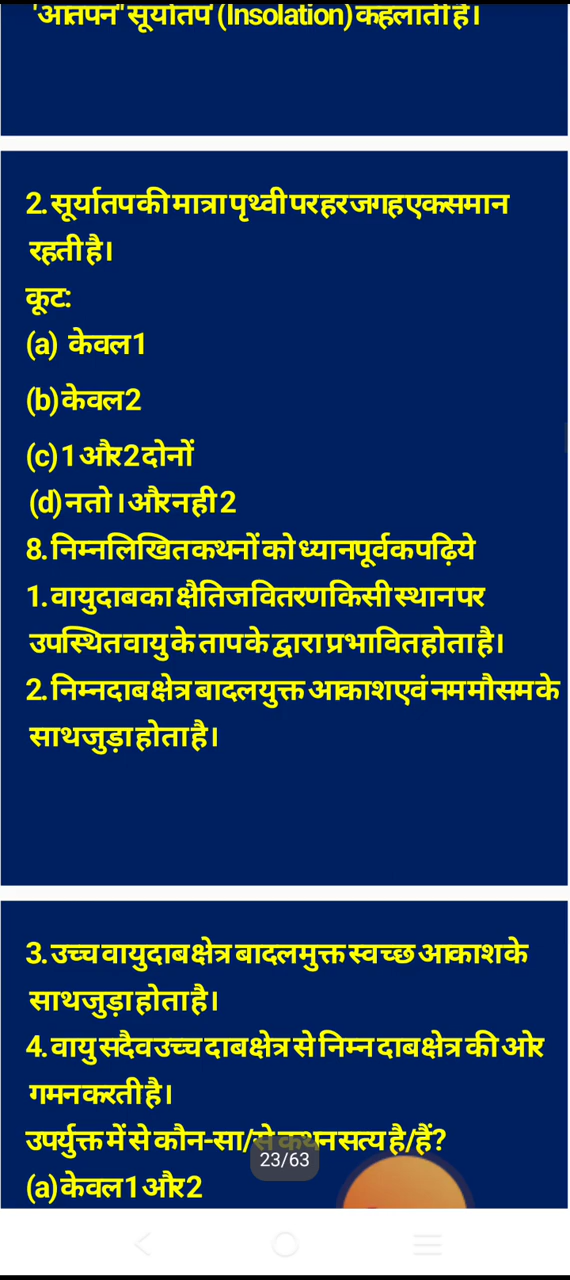 'आतपन" सूर्यातप (Insolation) कहलाती है।
2. सूर्यातप की मात्रा पृथ्वी पर हर जगह एकसमान
रहती है।
कूट:
(a) केवल 1
(b) केवल 2
(c) 1 और 2 दोनों
(d) न तो । और न ही 2
8. निम्नलिखित कथनों को ध्यानपूर्वक पढ़िये
1. वायुदाब का क्षैतिज वितरण किसी स्थान पर
उपस्थित वायु के ताप के द्वारा प्रभावित होता है।
2. निम्नदाब क्षेत्र बादलयुक्त आकाश एवं नम मौसम के
साथ जुड़ा होता है।
3. उच्च वायुदाब क्षेत्र बादलमुक्त स्वच्छ आकाश के
साथ जुड़ा होता है।
4. वायु सदैव उच्च दाब क्षेत्र से निम्न दाब क्षेत्र की ओर
गमन करती है।
उपर्युक्त में से कौन-सा/से कथन सत्य है/हैं?
23/63
(a) केवल 1 और 2